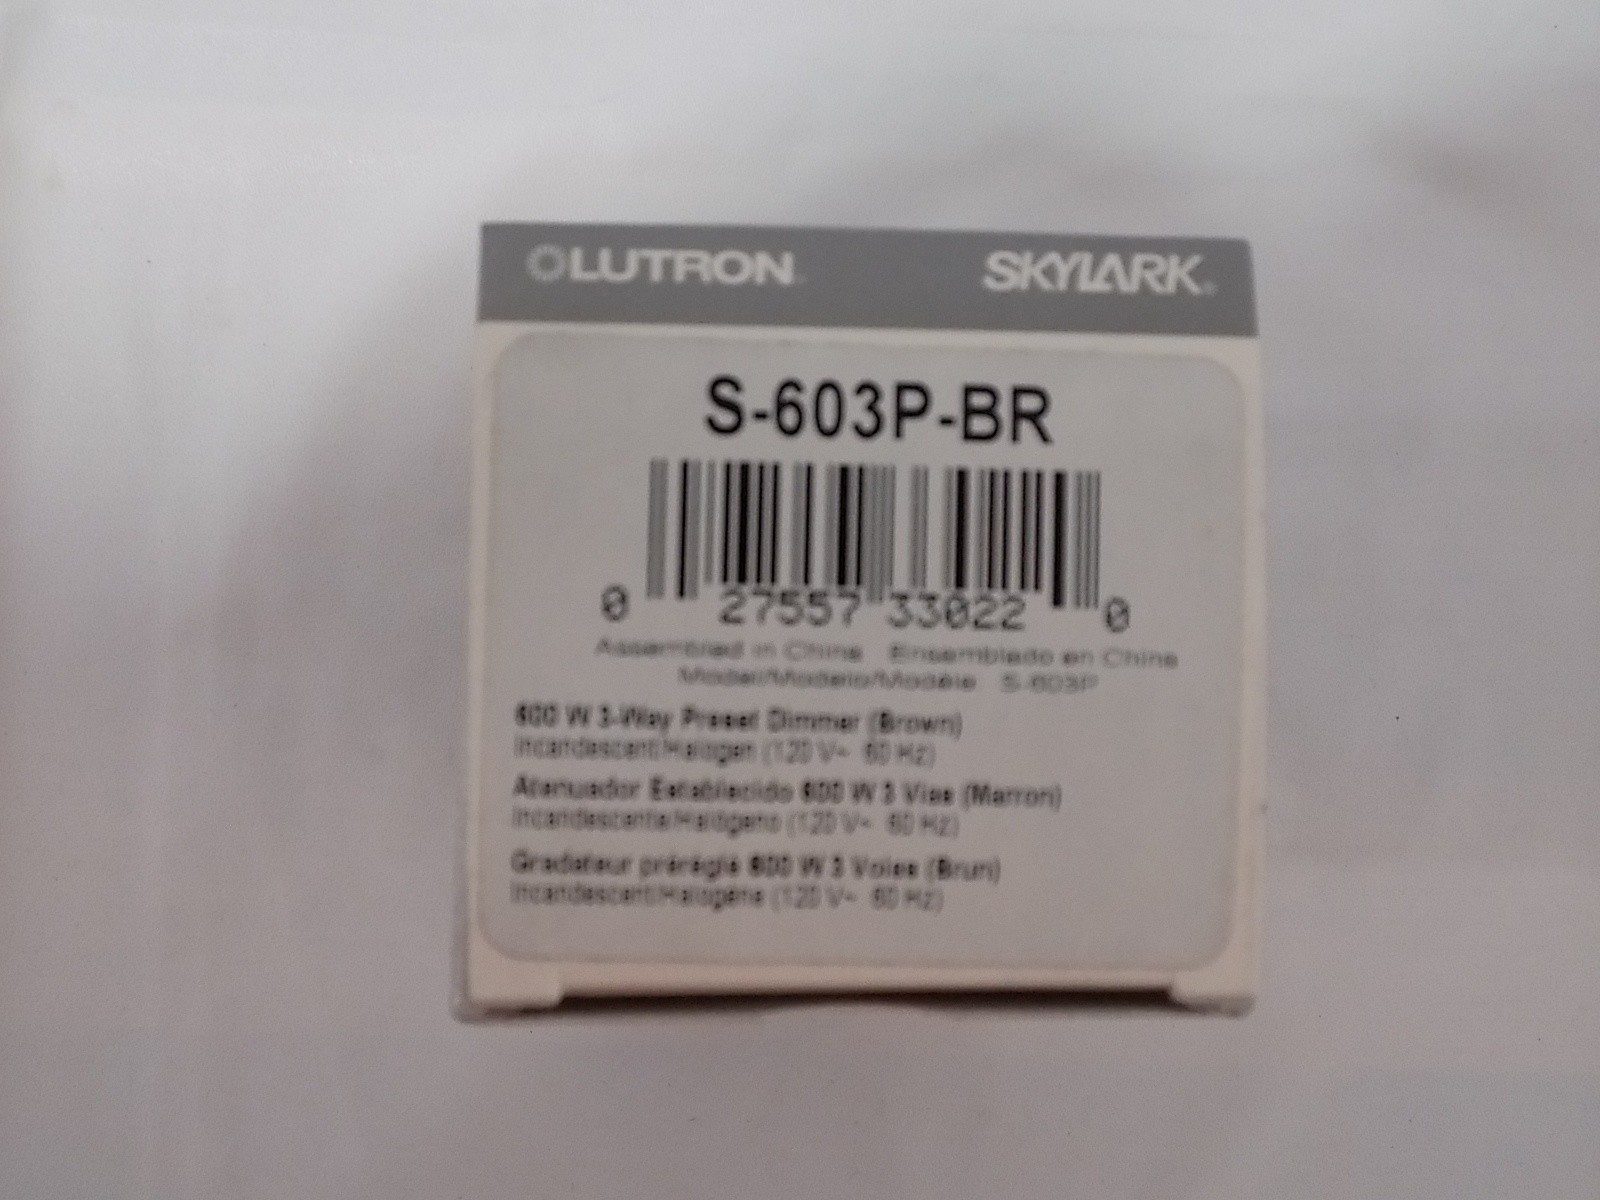 LUTRON SKYLARK
S-603P-BR
0 27557 33022 0
Assembled in China Ensamblado en China
Model/Modelo/Modèle S-603P
600 W 3-Way Preset Dimmer (Brown)
Incandescent/Halogen (120 V~ 60 Hz)
Atenuador Establecido 600 W 3 Vias (Marron)
Incandescente/Halógeno (120 V~ 60 Hz)
Gradateur préréglé 600 W 3 Voies (Brun)
Incandescent/Halogène (120 V~ 60 Hz)